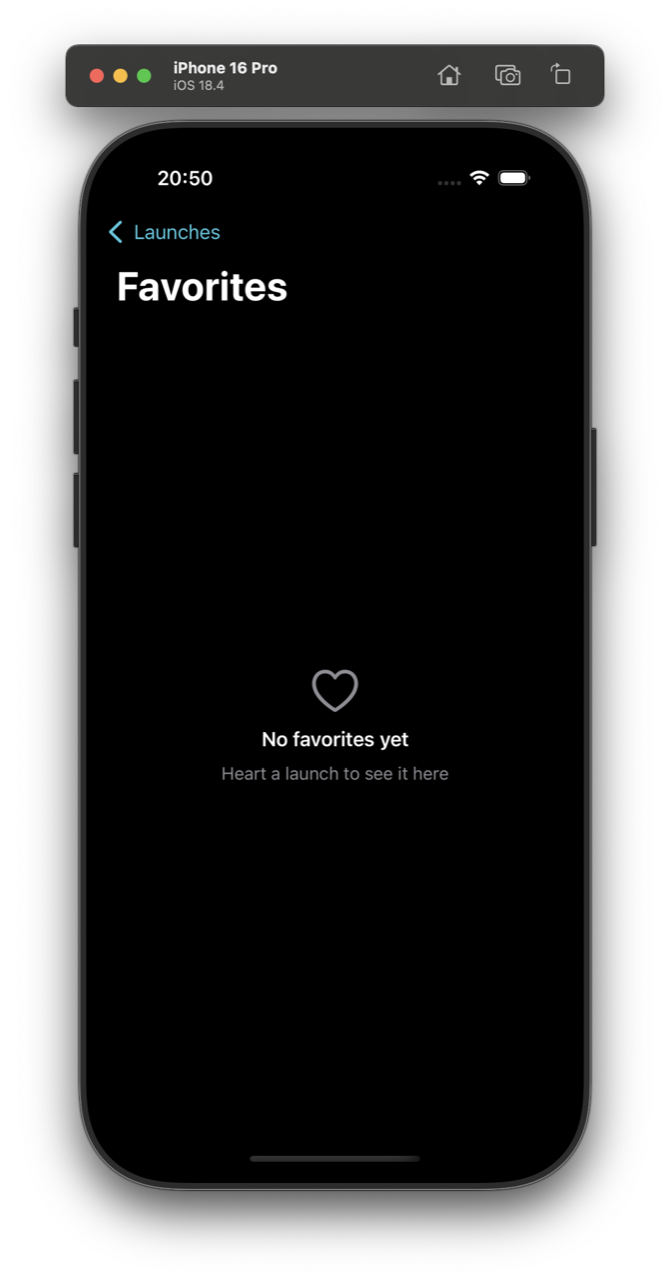 iPhone 16 Pro
iOS 18.4
20:50
Launches
Favorites
No favorites yet
Heart a launch to see it here